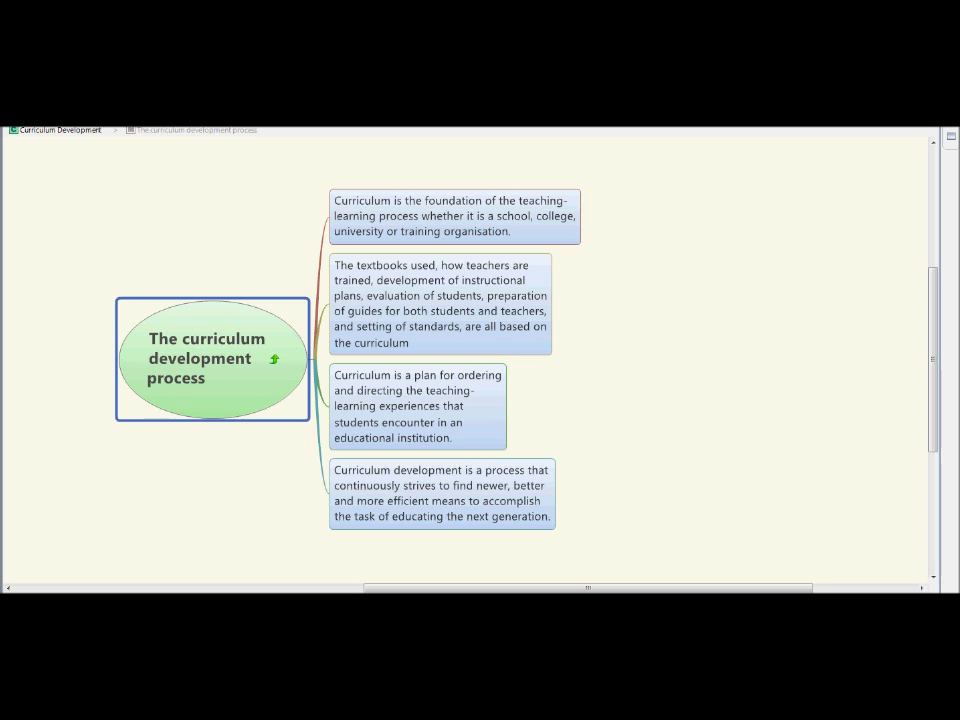 Curriculum Development > The curriculum development process
Curriculum is the foundation of the teaching-
learning process whether it is a school, college,
university or training organisation.
The textbooks used, how teachers are
trained, development of instructional
plans, evaluation of students, preparation
of guides for both students and teachers,
and setting of standards, are all based on
the curriculum
The curriculum
development
process
Curriculum is a plan for ordering
and directing the teaching-
learning experiences that
students encounter in an
educational institution.
Curriculum development is a process that
continuously strives to find newer, better
and more efficient means to accomplish
the task of educating the next generation.